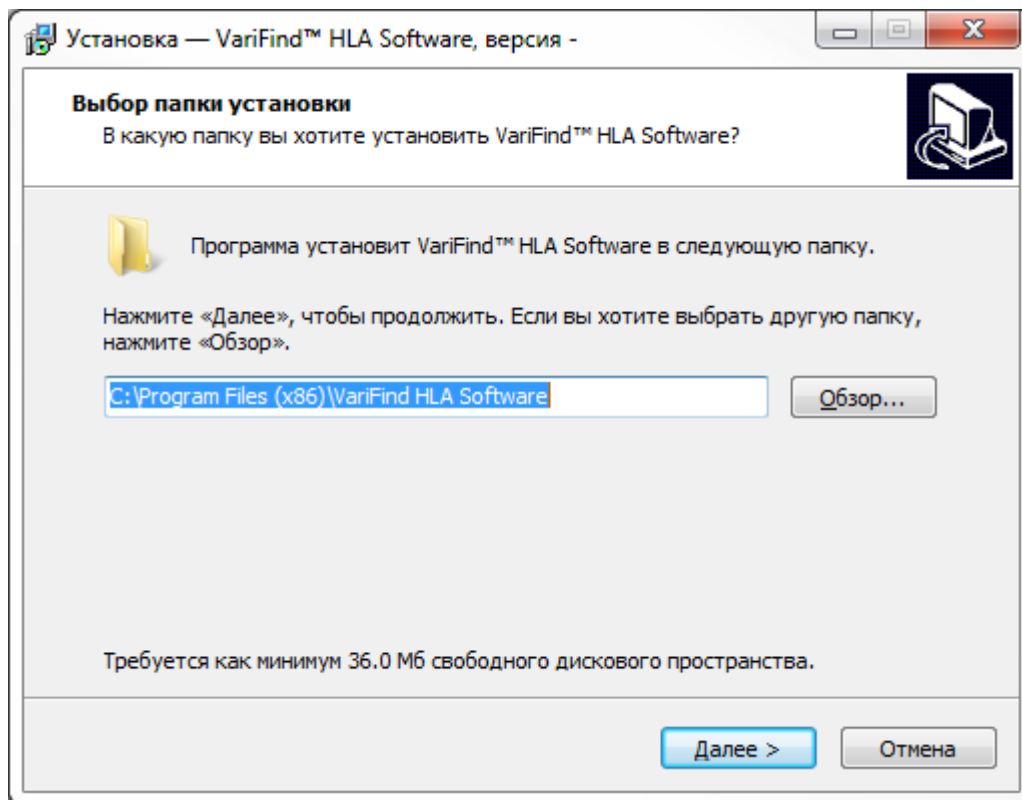 Установка — VariFind™ HLA Software, версия -
Выбор папки установки
В какую папку вы хотите установить VariFind™ HLA Software?
Программа установит VariFind™ HLA Software в следующую папку.
Нажмите «Далее», чтобы продолжить. Если вы хотите выбрать другую папку,
нажмите «Обзор».
C:\Program Files (x86)\VariFind HLA Software
Обзор...
Требуется как минимум 36.0 Мб свободного дискового пространства.
Далее >
Отмена